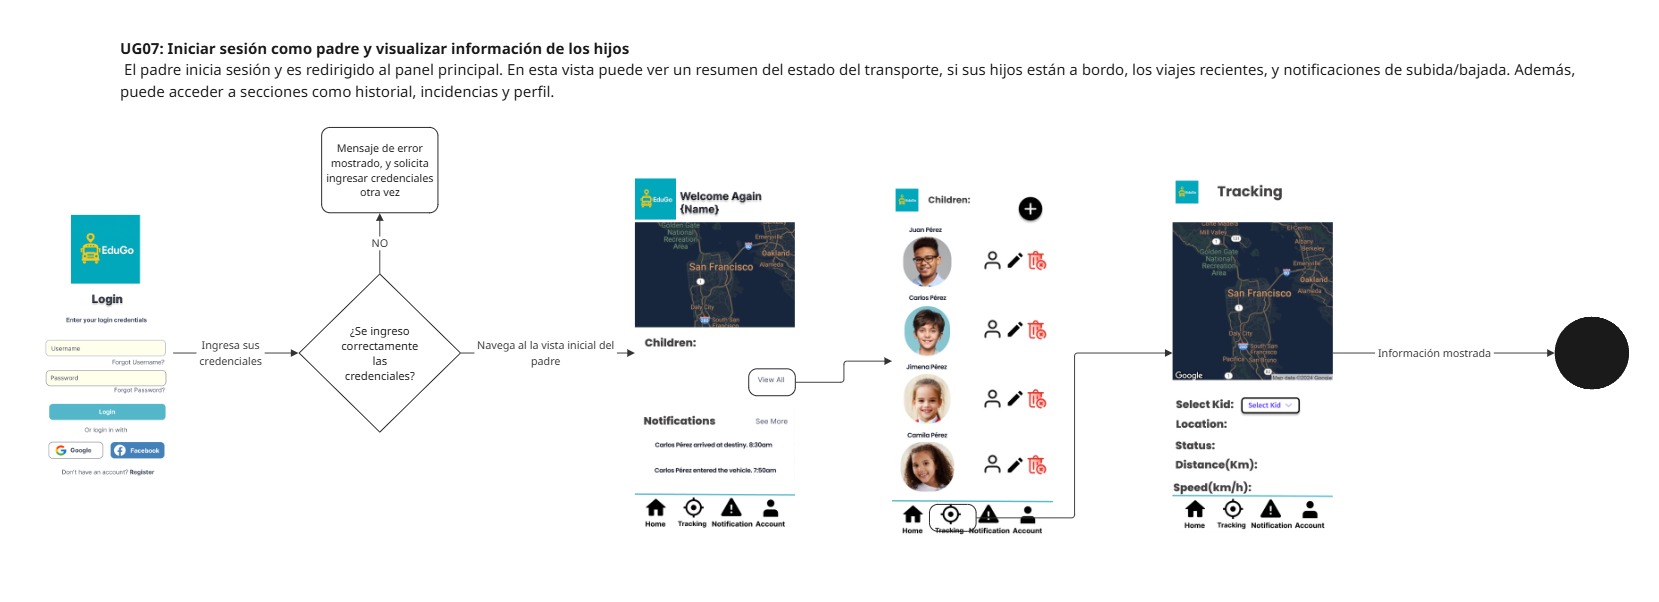 UG07: Iniciar sesión como padre y visualizar información de los hijos
El padre inicia sesión y es redirigido al panel principal. En esta vista puede ver un resumen del estado del transporte, si sus hijos están a bordo, los viajes recientes, y notificaciones de subida/bajada. Además,
puede acceder a secciones como historial, incidencias y perfil.
Mensaje de error
mostrado, y solicita
ingresar credenciales
otra vez
NO
EduGo
Login
Enter your login credentials
Username
Forgot Username?
Password
Forgot Password?
Login
Or login in with
Google
Facebook
Don't have an account? Register
Ingresa sus
credenciales
¿Se ingreso
correctamente
las
credenciales?
Navega al la vista inicial del
padre
EduGo
Welcome Again
{Name}
Golden Gate
National
Recreation
Area
Emeryville
Oakland
Alameda
San Francisco
Daly City
South San
Francisco
Children:
View All
Notifications
See More
Carlos Pérez arrived at destiny. 8:30am
Carlos Pérez entered the vehicle. 7:50am
Home
Tracking
Notification
Account
EduGo
Children:
Juan Pérez
Carlos Pérez
Jimena Pérez
Camila Pérez
Home
Tracking
Notification
Account
EduGo
Tracking
Corte Madera
Mill Valley
El Cerrito
Albany
Berkeley
Golden Gate
National
Recreation
Area
Emeryville
Oakland
Alameda
San Francisco
Daly City
South San
Francisco
Pacifica
San Bruno
Google
Map data ©2024 Google
Select Kid:
Select Kid
Location:
Status:
Distance(Km):
Speed(km/h):
Home
Tracking
Notification
Account
Información mostrada